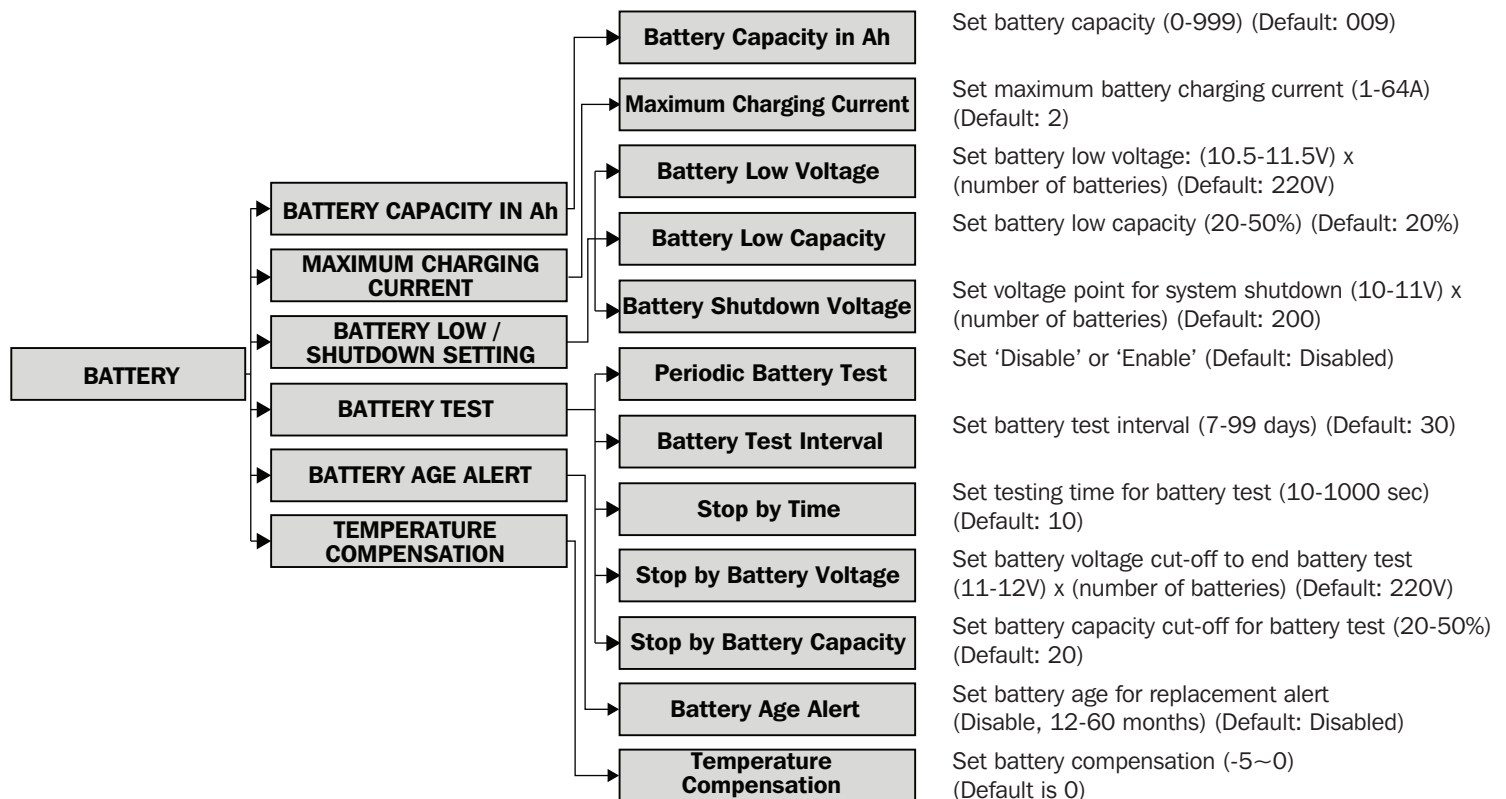 BATTERY
BATTERY CAPACITY IN Ah
MAXIMUM CHARGING
CURRENT
BATTERY LOW /
SHUTDOWN SETTING
BATTERY TEST
BATTERY AGE ALERT
TEMPERATURE
COMPENSATION
Battery Capacity in Ah
Set battery capacity (0-999) (Default: 009)
Maximum Charging Current
Set maximum battery charging current (1-64A)
(Default: 2)
Battery Low Voltage
Set battery low voltage: (10.5-11.5V) x
(number of batteries) (Default: 220V)
Battery Low Capacity
Set battery low capacity (20-50%) (Default: 20%)
Battery Shutdown Voltage
Set voltage point for system shutdown (10-11V) x
(number of batteries) (Default: 200)
Periodic Battery Test
Set ‘Disable’ or ‘Enable’ (Default: Disabled)
Battery Test Interval
Set battery test interval (7-99 days) (Default: 30)
Stop by Time
Set testing time for battery test (10-1000 sec)
(Default: 10)
Stop by Battery Voltage
Set battery voltage cut-off to end battery test
(11-12V) x (number of batteries) (Default: 220V)
Stop by Battery Capacity
Set battery capacity cut-off for battery test (20-50%)
(Default: 20)
Battery Age Alert
Set battery age for replacement alert
(Disable, 12-60 months) (Default: Disabled)
Temperature
Compensation
Set battery compensation (-5~0)
(Default is 0)